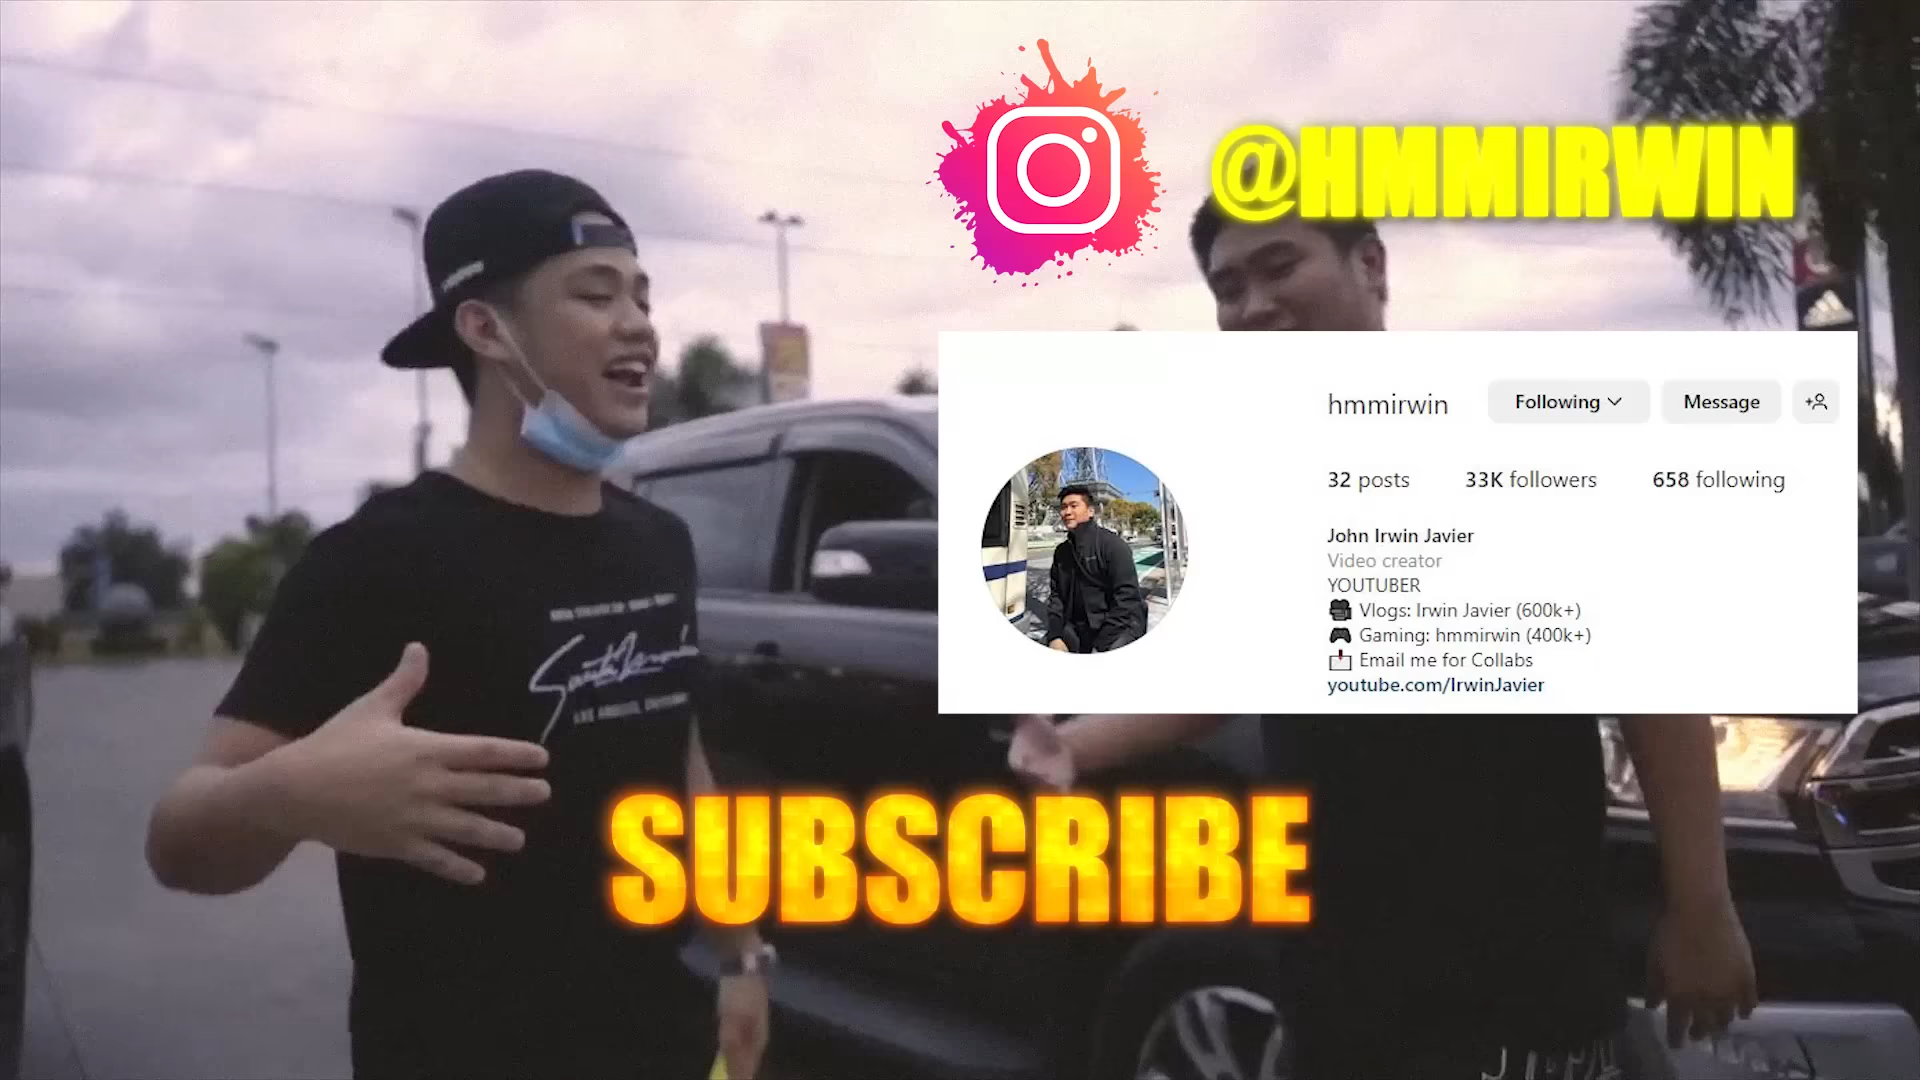 @HMMIRWIN
hmmirwin
Following
Message
32 posts
33K followers
658 following
John Irwin Javier
Video creator
YOUTUBER
Vlogs: Irwin Javier (600k+)
Gaming: hmmirwin (400k+)
Email me for Collabs
youtube.com/IrwinJavier
SUBSCRIBE